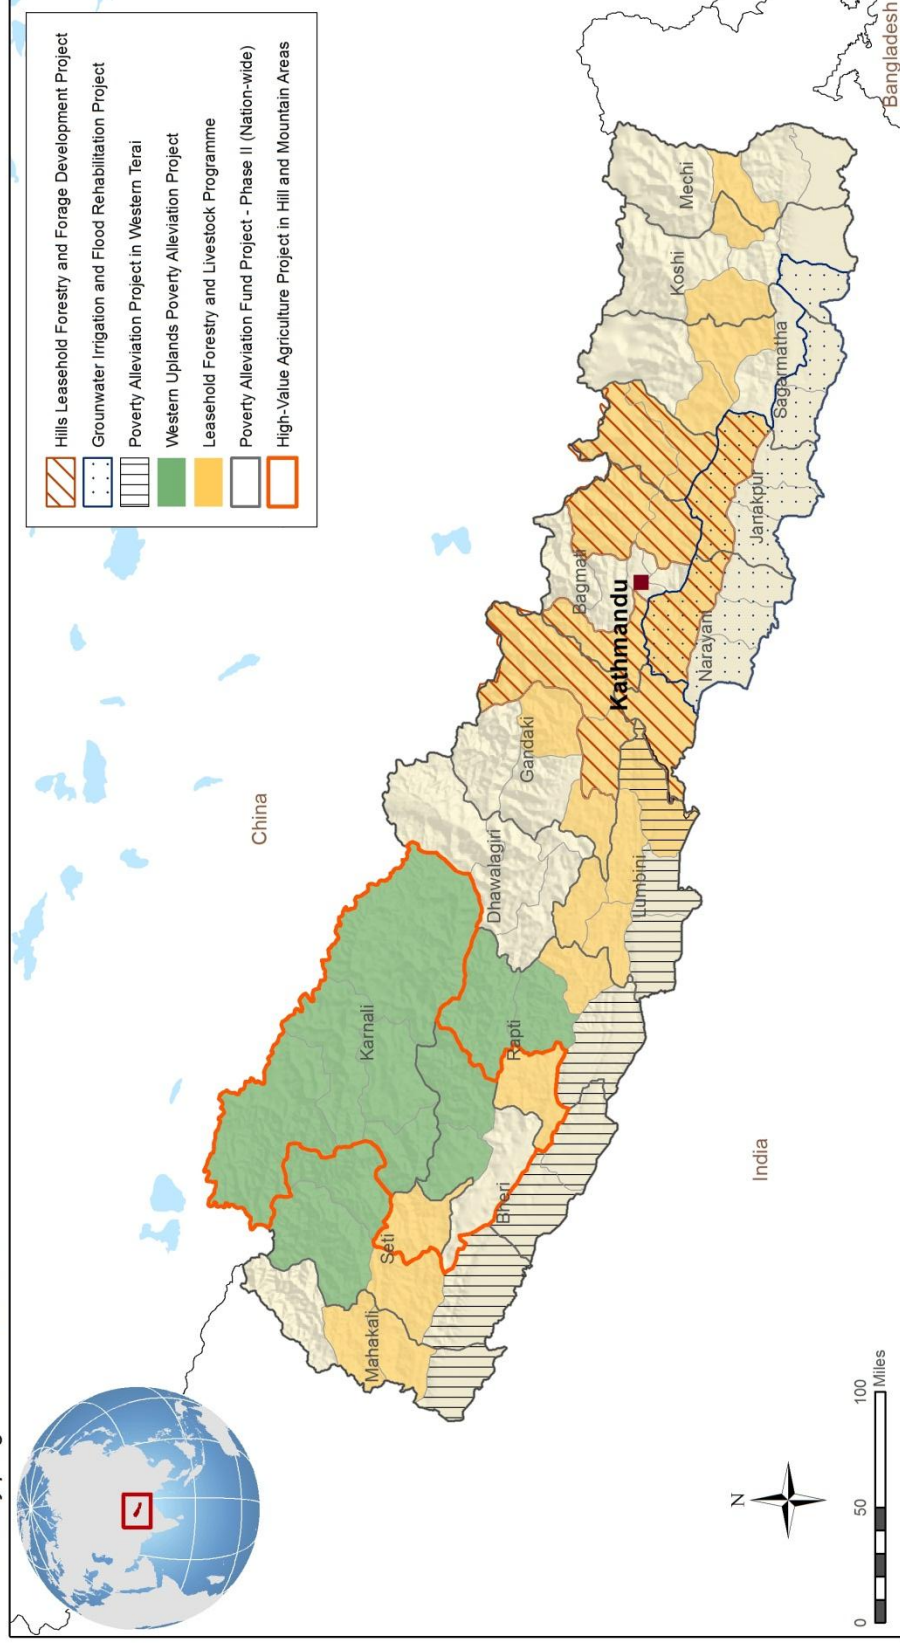 Hills Leasehold Forestry and Forage Development Project
Grounwater Irrigation and Flood Rehabilitation Project
Poverty Alleviation Project in Western Terai
Western Uplands Poverty Alleviation Project
Leasehold Forestry and Livestock Programme
Poverty Alleviation Fund Project - Phase II (Nation-wide)
High-Value Agriculture Project in Hill and Mountain Areas
China
Karnali
Seti
Mahakali
Bheri
Rapti
Dhawalagiri
Gandaki
Lumbini
Bagmati
Kathmandu
Narayani
Janakpur
Sagarmatha
Koshi
Mechi
India
Bangladesh
N
0 50 100
Miles